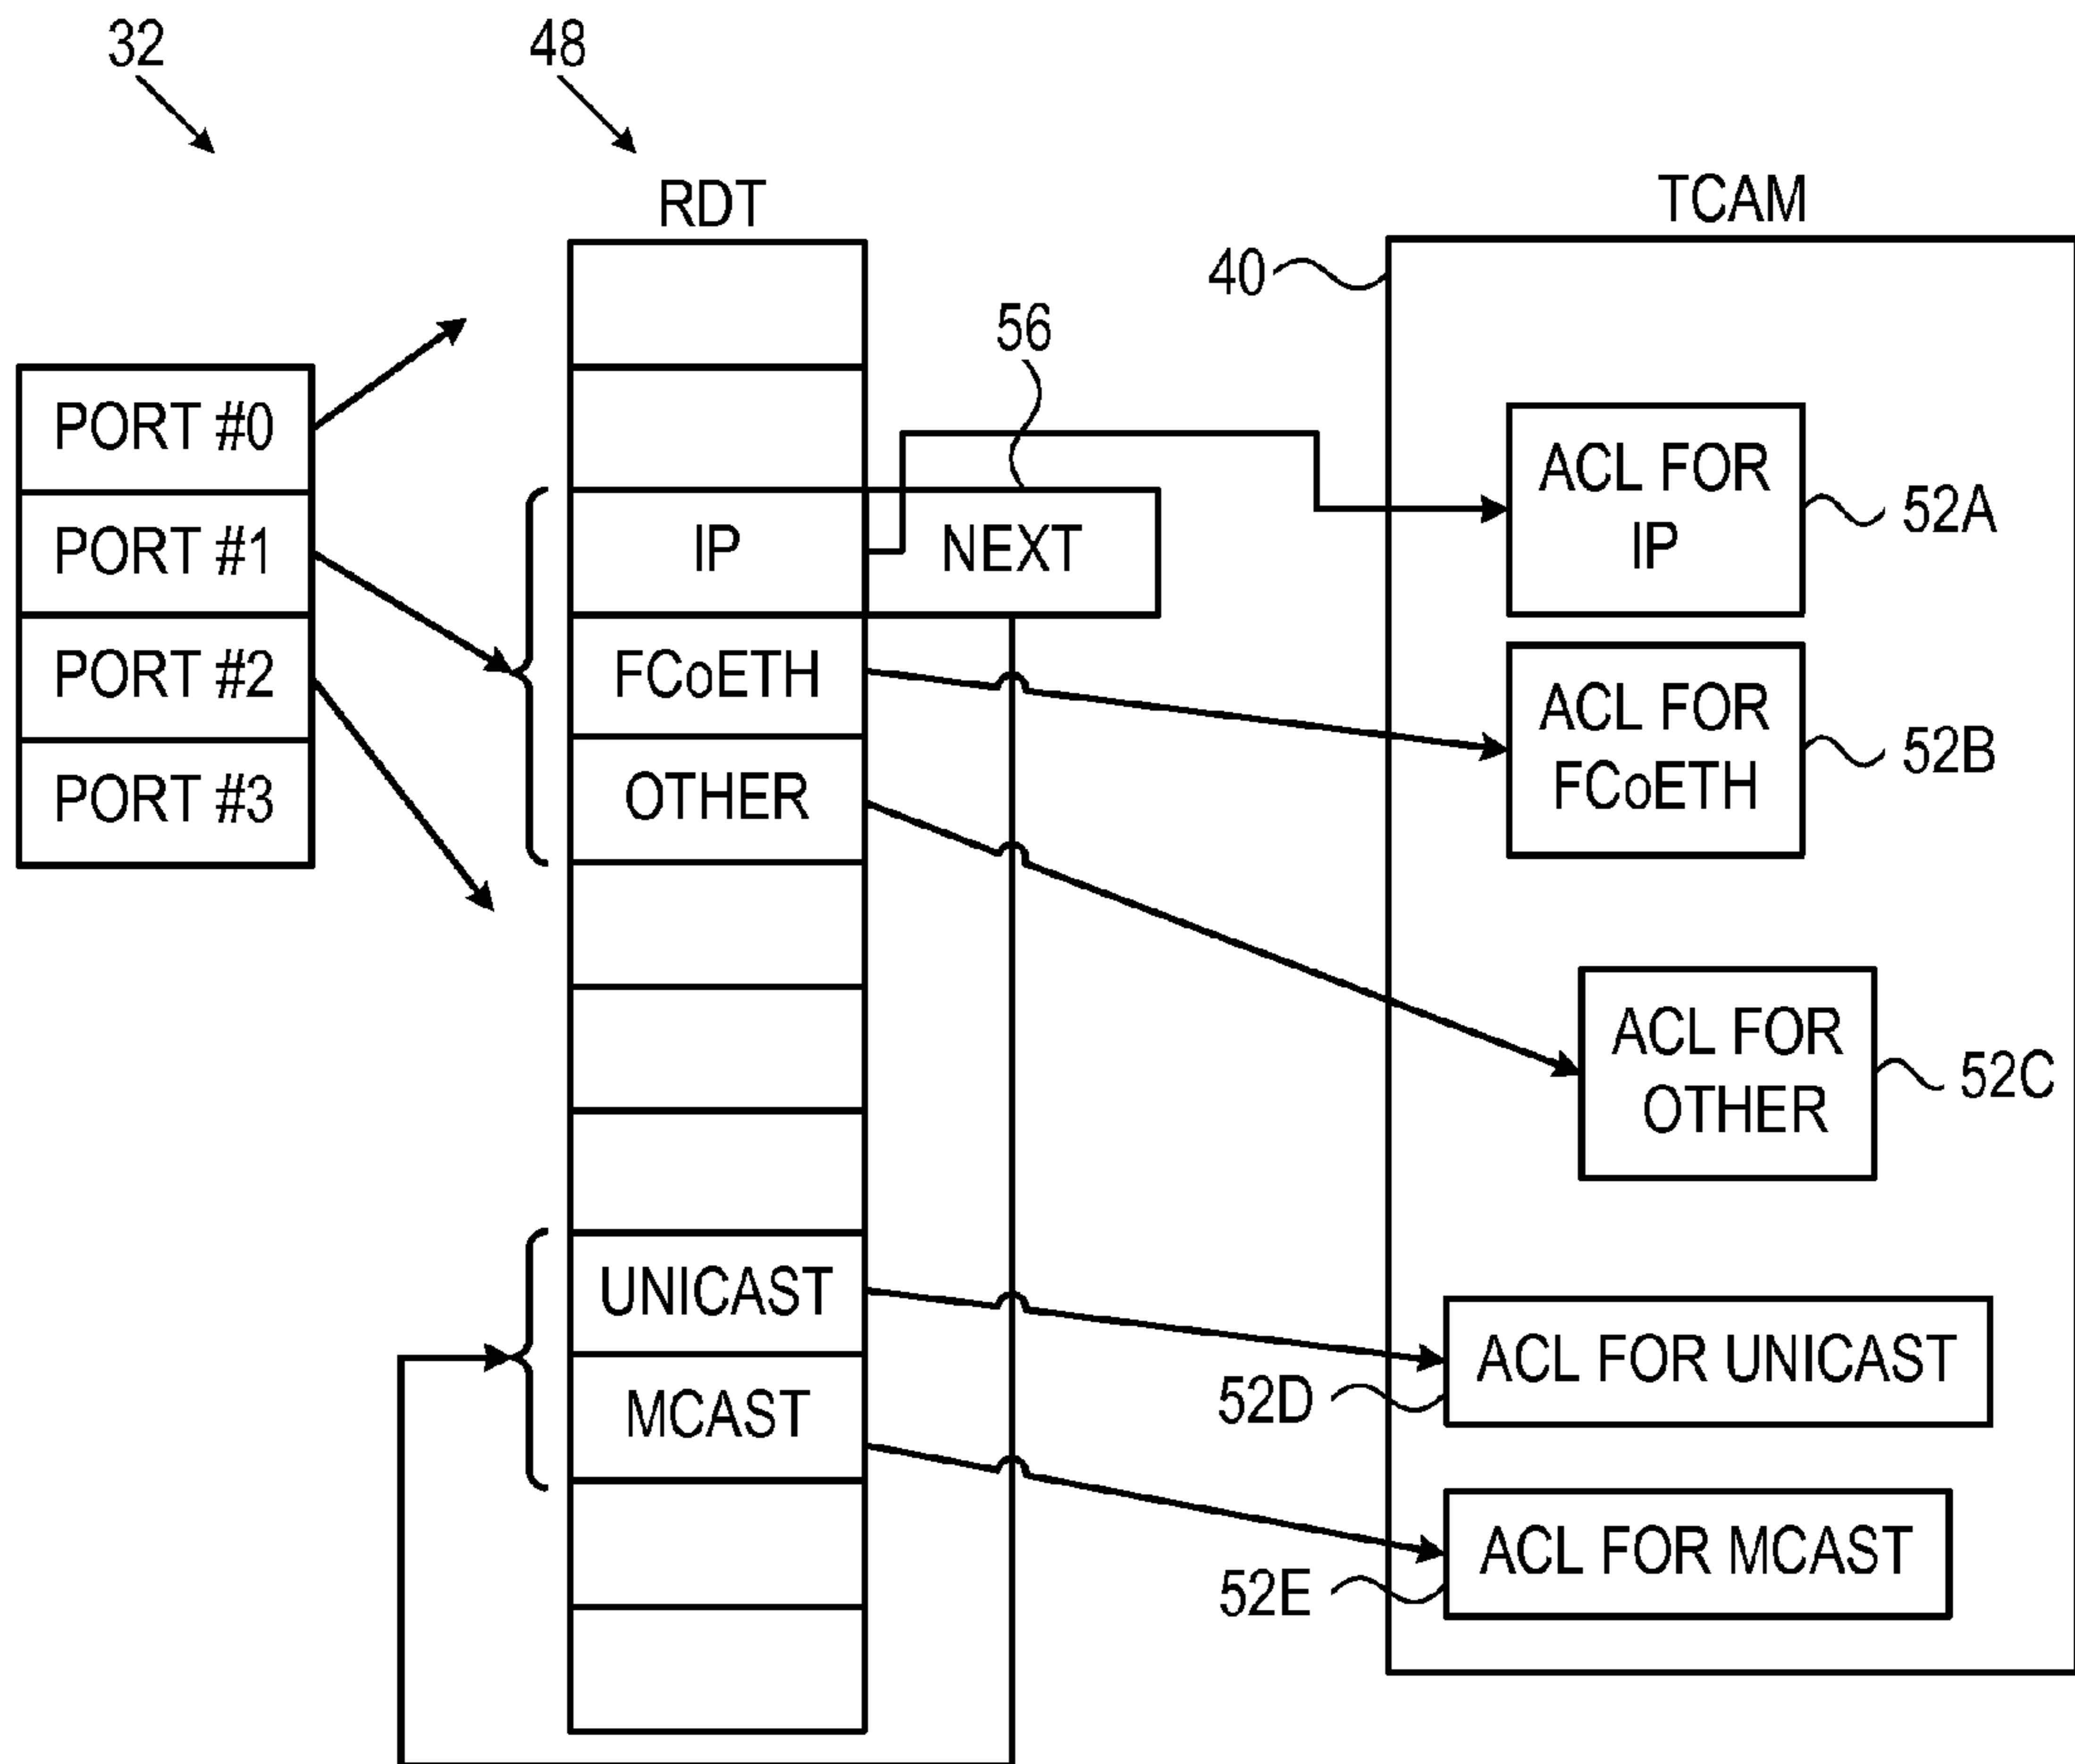 32
48
RDT
TCAM
40
56
PORT #0
PORT #1
PORT #2
PORT #3
IP
NEXT
FCoETH
OTHER
UNICAST
MCAST
ACL FOR
IP
52A
ACL FOR
FCoETH
52B
ACL FOR
OTHER
52C
ACL FOR UNICAST
52D
ACL FOR MCAST
52E